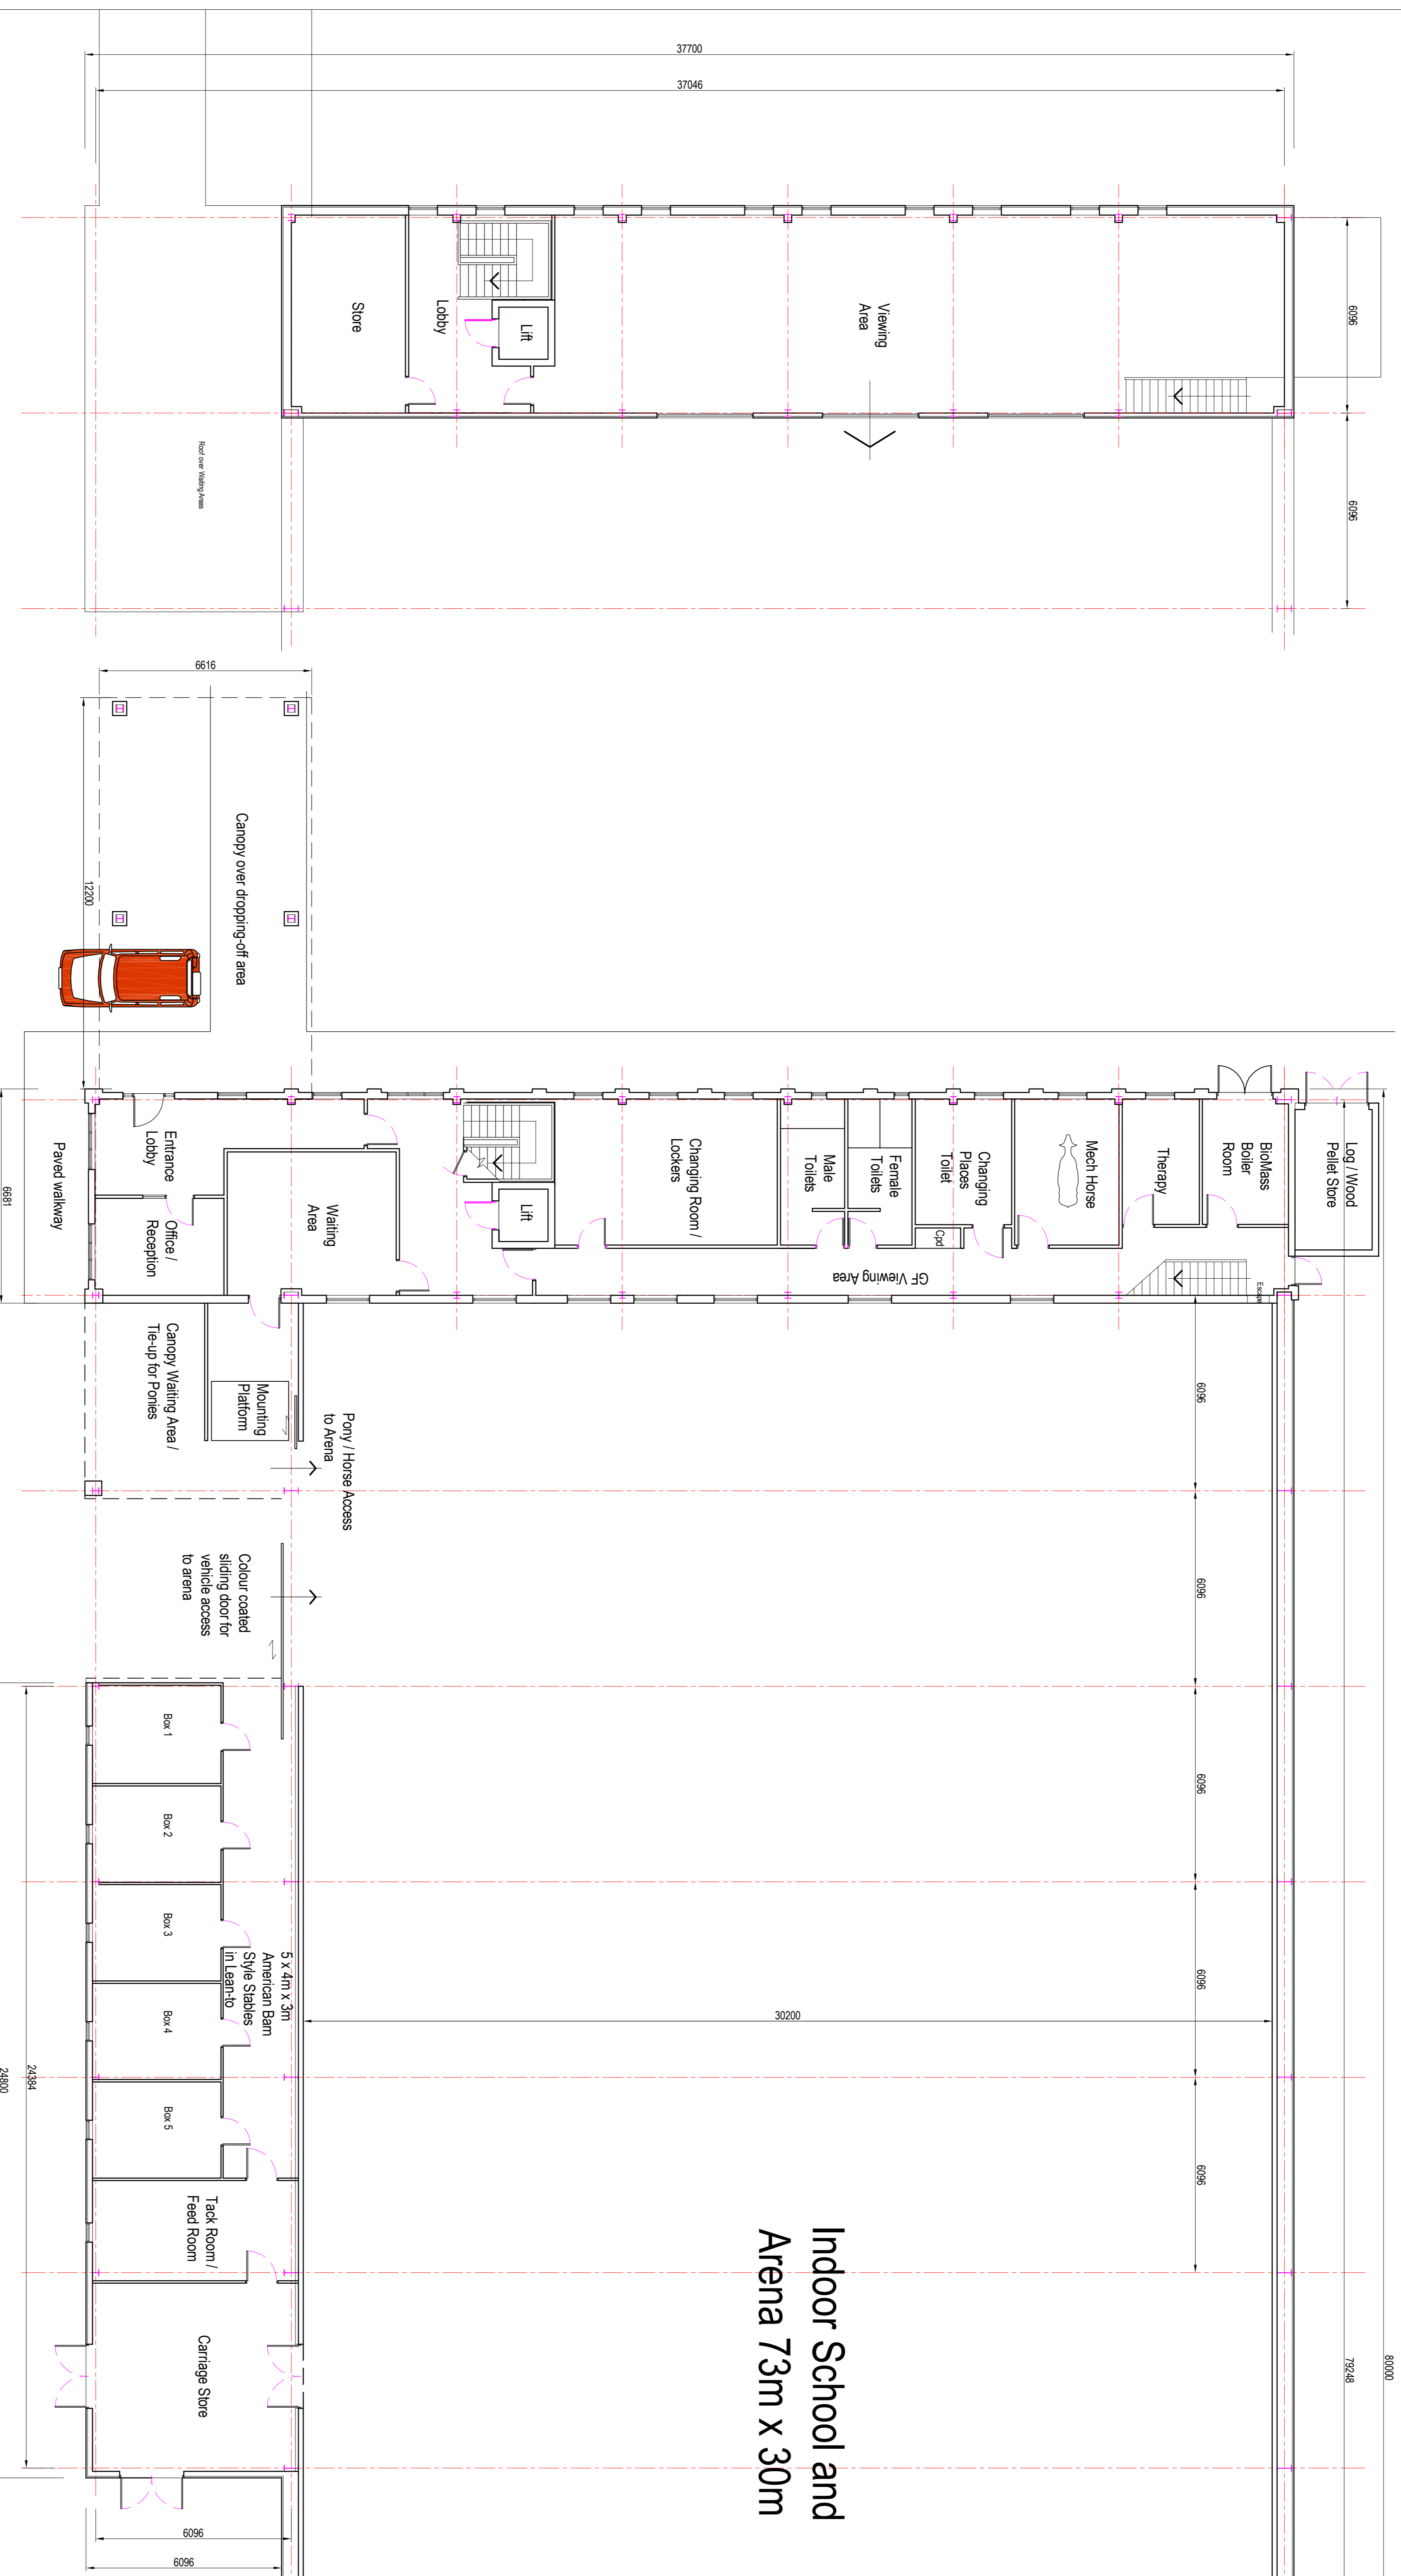 37700
37046
6096
6096
Viewing
Area
Lift
Lobby
Store
Roof over Waiting Areas
6616
12200
Canopy over dropping-off area
6681
Paved walkway
Entrance
Lobby
Office /
Reception
Waiting
Area
Lift
Changing Room /
Lockers
Male
Toilets
Female
Toilets
Changing
Places
Toilet
Cpd
Mech Horse
Therapy
BioMass
Boiler
Room
Log / Wood
Pellet Store
GF Viewing Area
Escape
Canopy Waiting Area /
Tie-up for Ponies
Mounting
Platform
Pony / Horse Access
to Arena
Colour coated
sliding door for
vehicle access
to arena
6096
6096
6096
6096
6096
80000
79248
30200
Box 1
Box 2
Box 3
Box 4
Box 5
5 x 4m x 3m
American Barn
Style Stables
in Lean-to
Tack Room /
Feed Room
Carriage Store
24384
24800
6096
6096
Indoor School and
Arena 73m x 30m